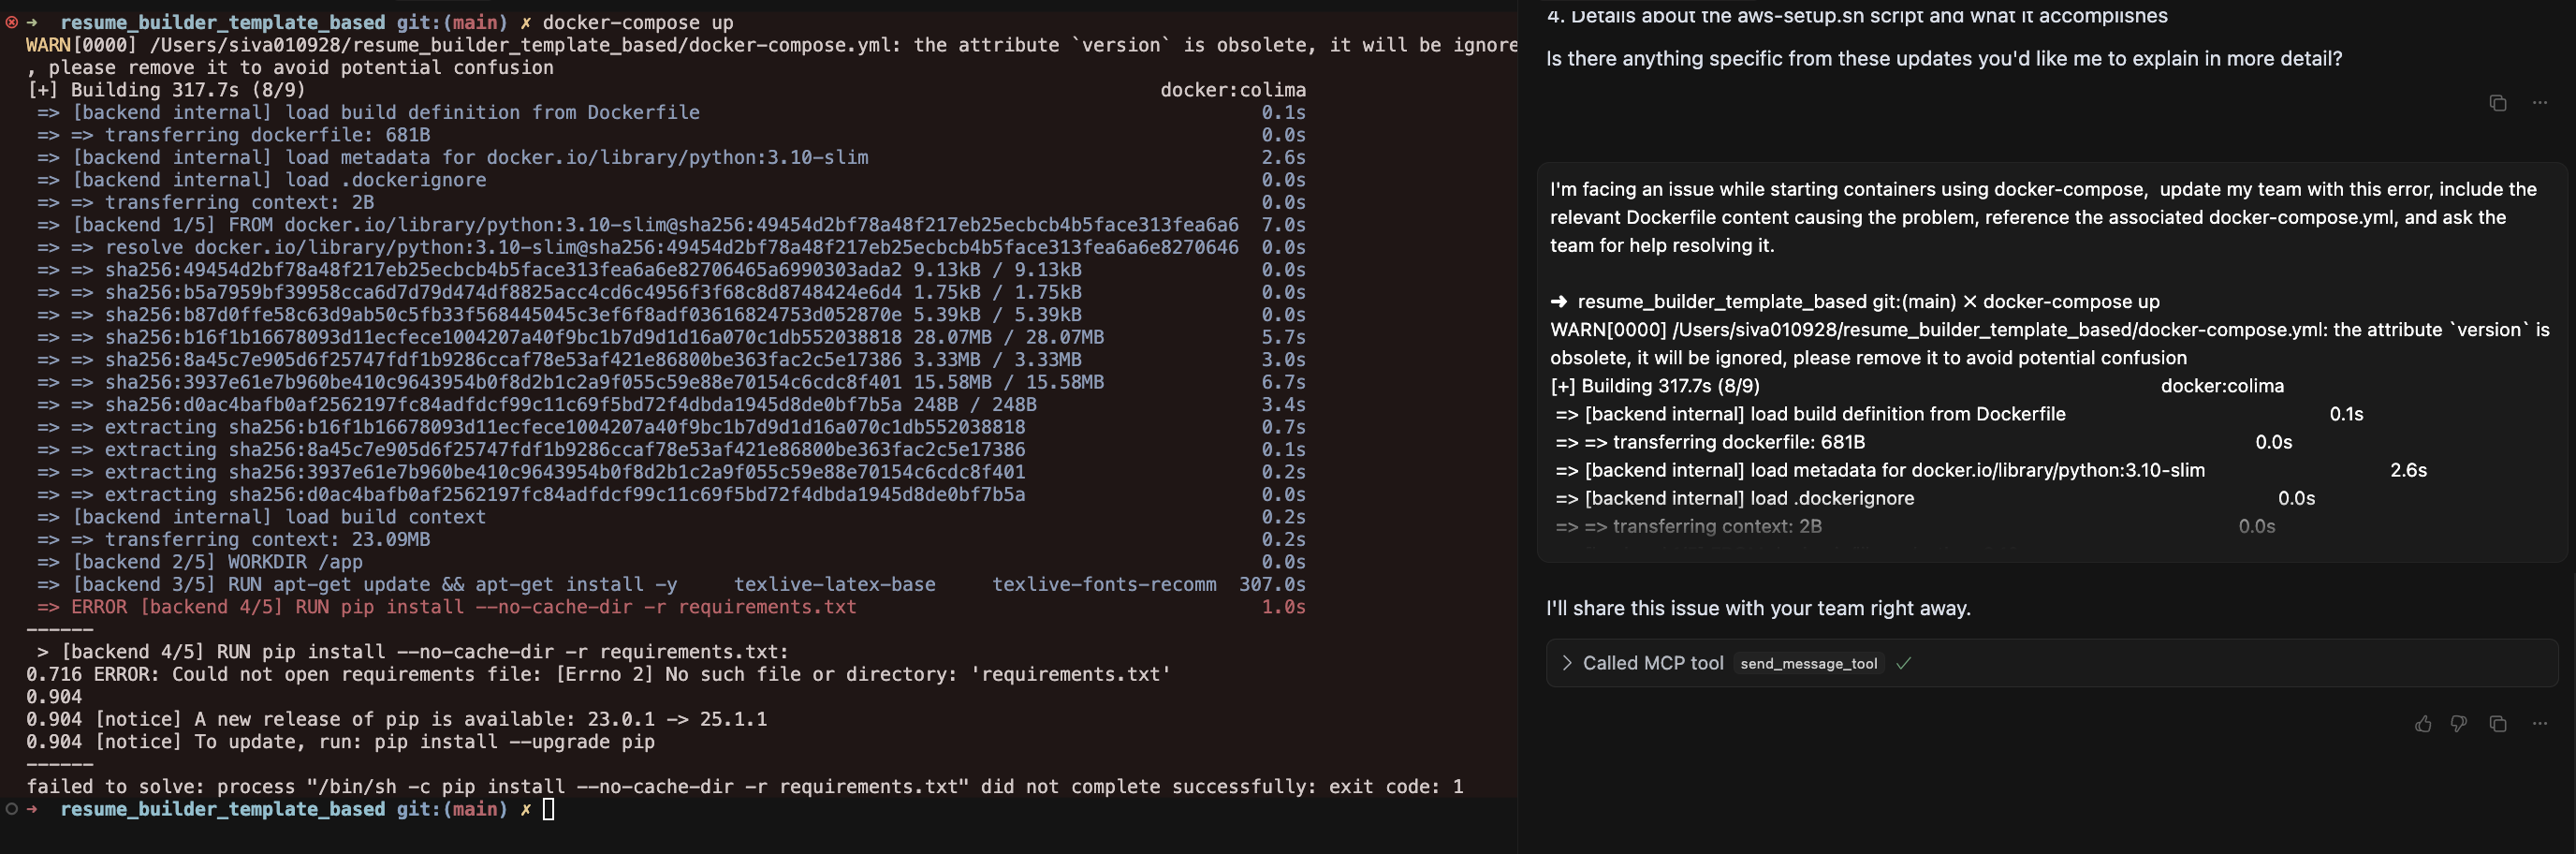 ➜ resume_builder_template_based git:(main) ✗ docker-compose up
WARN[0000] /Users/siva010928/resume_builder_template_based/docker-compose.yml: the attribute `version` is obsolete, it will be ignore
, please remove it to avoid potential confusion
[+] Building 317.7s (8/9) docker:colima
=> [backend internal] load build definition from Dockerfile 0.1s
=> => transferring dockerfile: 681B 0.0s
=> [backend internal] load metadata for docker.io/library/python:3.10-slim 2.6s
=> [backend internal] load .dockerignore 0.0s
=> => transferring context: 2B 0.0s
=> [backend 1/5] FROM docker.io/library/python:3.10-slim@sha256:49454d2bf78a48f217eb25ecbcb4b5face313fea6a6 7.0s
=> => resolve docker.io/library/python:3.10-slim@sha256:49454d2bf78a48f217eb25ecbcb4b5face313fea6a6e8270646 0.0s
=> => sha256:49454d2bf78a48f217eb25ecbcb4b5face313fea6a6e82706465a6990303ada2 9.13kB / 9.13kB 0.0s
=> => sha256:b5a7959bf39958cca6d7d79d474df8825acc4cd6c4956f3f68c8d8748424e6d4 1.75kB / 1.75kB 0.0s
=> => sha256:b87d0ffe58c63d9ab50c5fb33f568445045c3ef6f8adf03616824753d052870e 5.39kB / 5.39kB 0.0s
=> => sha256:b16f1b16678093d11ecfece1004207a40f9bc1b7d9d1d16a070c1db552038818 28.07MB / 28.07MB 5.7s
=> => sha256:8a45c7e905d6f25747fdf1b9286ccaf78e53af421e86800be363fac2c5e17386 3.33MB / 3.33MB 3.0s
=> => sha256:3937e61e7b960be410c9643954b0f8d2b1c2a9f055c59e88e70154c6cdc8f401 15.58MB / 15.58MB 6.7s
=> => sha256:d0ac4bafb0af2562197fc84adfdcf99c11c69f5bd72f4dbda1945d8de0bf7b5a 248B / 248B 3.4s
=> => extracting sha256:b16f1b16678093d11ecfece1004207a40f9bc1b7d9d1d16a070c1db552038818 0.7s
=> => extracting sha256:8a45c7e905d6f25747fdf1b9286ccaf78e53af421e86800be363fac2c5e17386 0.1s
=> => extracting sha256:3937e61e7b960be410c9643954b0f8d2b1c2a9f055c59e88e70154c6cdc8f401 0.2s
=> => extracting sha256:d0ac4bafb0af2562197fc84adfdcf99c11c69f5bd72f4dbda1945d8de0bf7b5a 0.0s
=> [backend internal] load build context 0.2s
=> => transferring context: 23.09MB 0.2s
=> [backend 2/5] WORKDIR /app 0.0s
=> [backend 3/5] RUN apt-get update && apt-get install -y texlive-latex-base texlive-fonts-recomm 307.0s
=> ERROR [backend 4/5] RUN pip install --no-cache-dir -r requirements.txt 1.0s
------
> [backend 4/5] RUN pip install --no-cache-dir -r requirements.txt:
0.716 ERROR: Could not open requirements file: [Errno 2] No such file or directory: 'requirements.txt'
0.904
0.904 [notice] A new release of pip is available: 23.0.1 -> 25.1.1
0.904 [notice] To update, run: pip install --upgrade pip
------
failed to solve: process "/bin/sh -c pip install --no-cache-dir -r requirements.txt" did not complete successfully: exit code: 1
➜ resume_builder_template_based git:(main) ✗
4. Details about the aws-setup.sh script and what it accomplishes
Is there anything specific from these updates you'd like me to explain in more detail?
I'm facing an issue while starting containers using docker-compose, update my team with this error, include the
relevant Dockerfile content causing the problem, reference the associated docker-compose.yml, and ask the
team for help resolving it.
➜ resume_builder_template_based git:(main) ✗ docker-compose up
WARN[0000] /Users/siva010928/resume_builder_template_based/docker-compose.yml: the attribute `version` is
obsolete, it will be ignored, please remove it to avoid potential confusion
[+] Building 317.7s (8/9) docker:colima
=> [backend internal] load build definition from Dockerfile 0.1s
=> => transferring dockerfile: 681B 0.0s
=> [backend internal] load metadata for docker.io/library/python:3.10-slim 2.6s
=> [backend internal] load .dockerignore 0.0s
=> => transferring context: 2B 0.0s
I'll share this issue with your team right away.
Called MCP tool send_message_tool